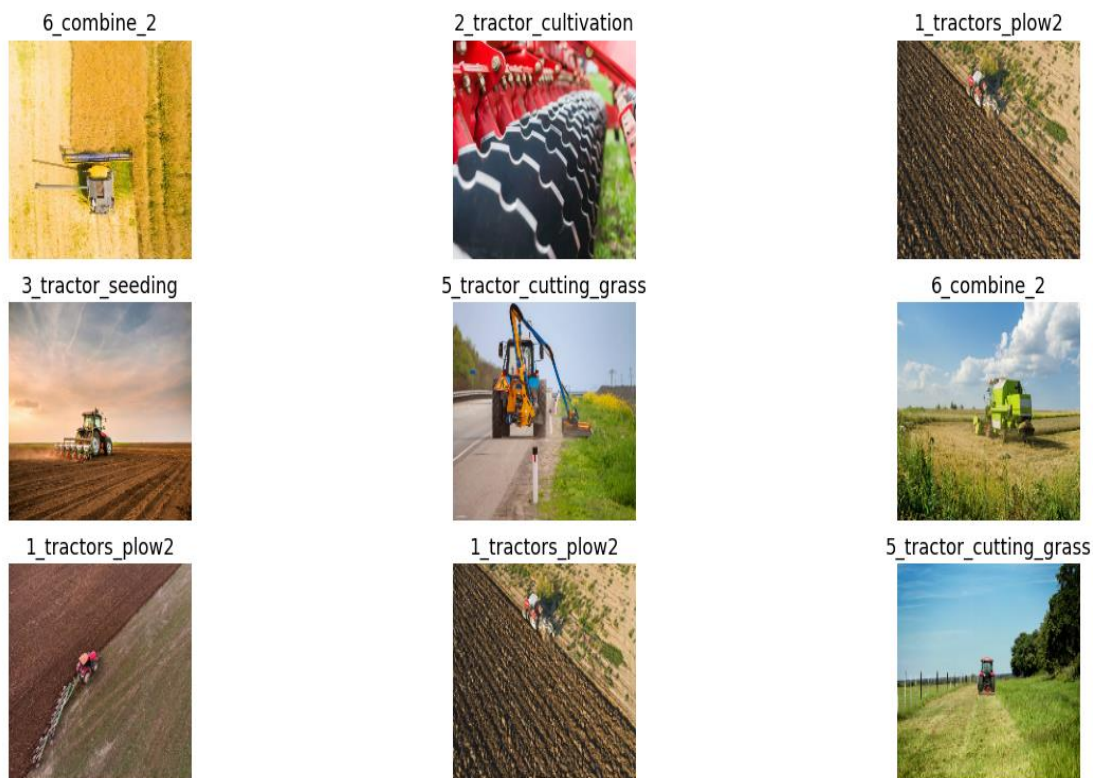 6_combine_2
2_tractor_cultivation
1_tractors_plow2
3_tractor_seeding
5_tractor_cutting_grass
6_combine_2
1_tractors_plow2
1_tractors_plow2
5_tractor_cutting_grass